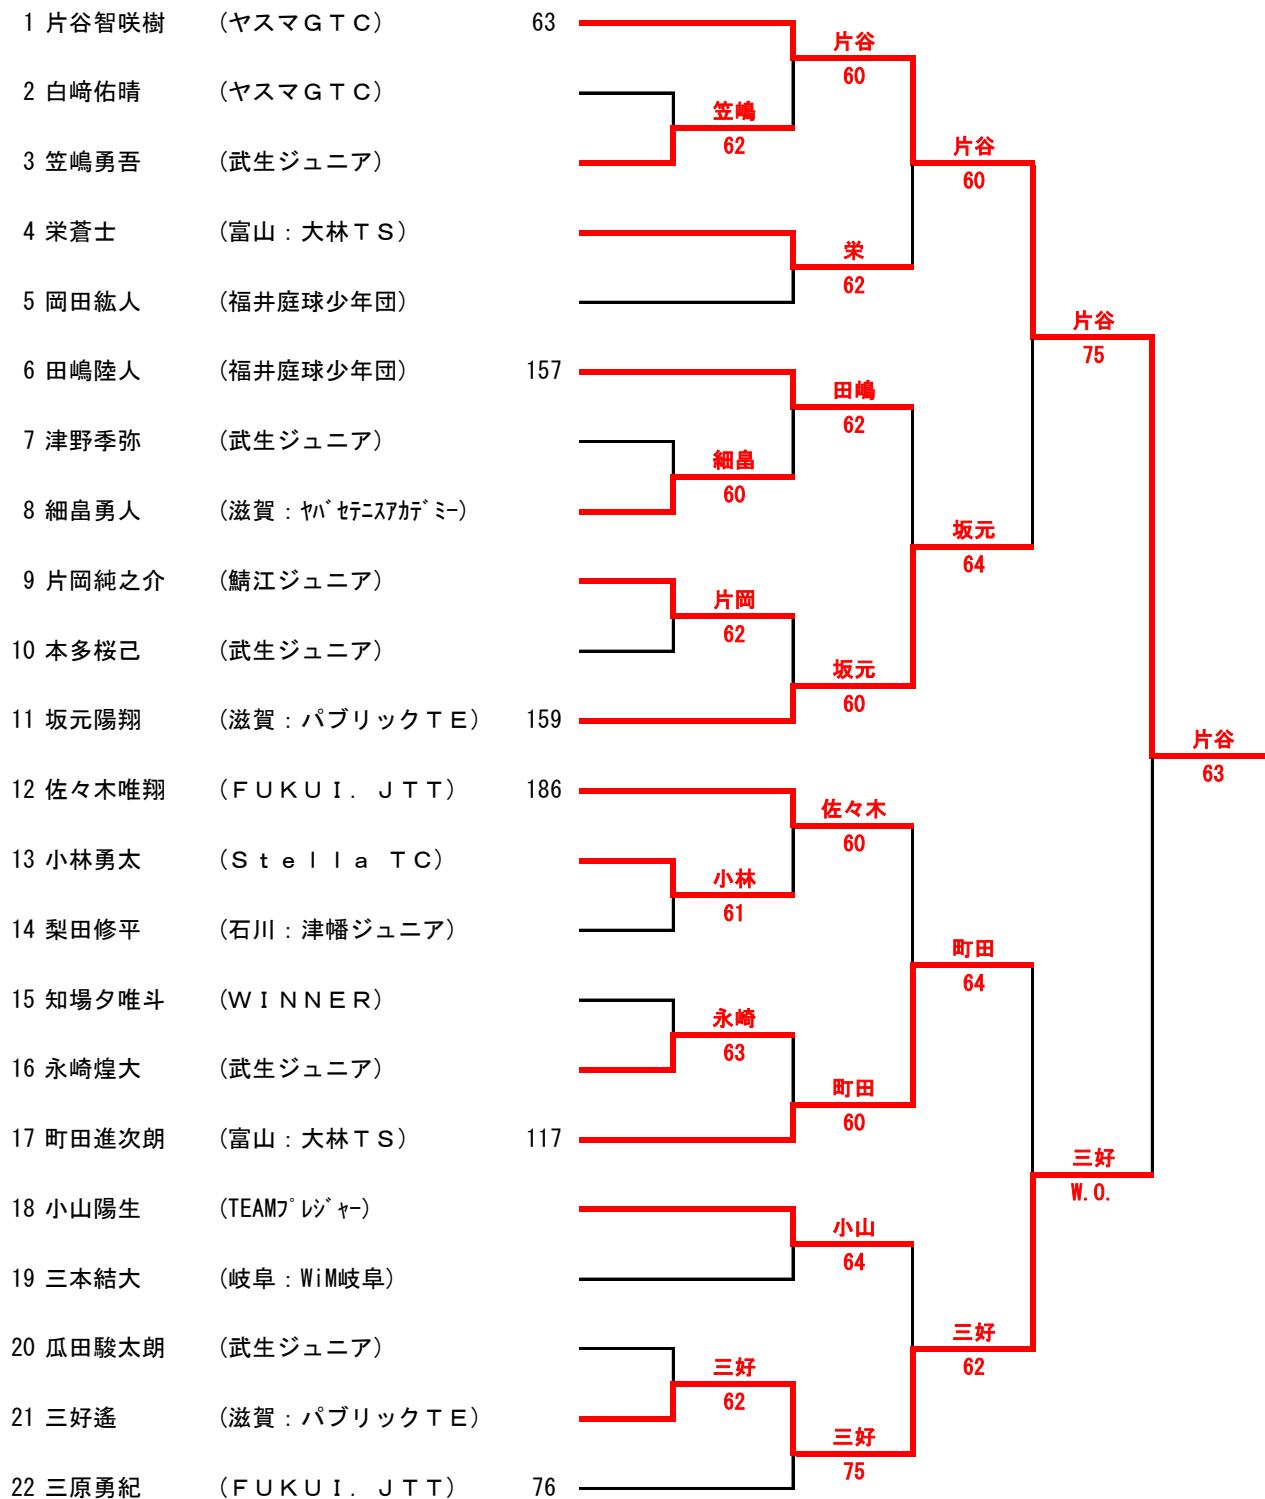 1 片谷智咲樹 (ヤスマＧＴＣ) 63
片谷
60
2 白﨑佑晴 (ヤスマＧＴＣ)
笠嶋
62
片谷
60
3 笠嶋勇吾 (武生ジュニア)
4 栄蒼士 (富山：大林ＴＳ)
栄
62
5 岡田紘人 (福井庭球少年団)
片谷
75
6 田嶋陸人 (福井庭球少年団) 157
田嶋
62
7 津野季弥 (武生ジュニア)
細畠
60
8 細畠勇人 (滋賀：ﾔﾊﾞｾﾃﾆｽｱｶﾃﾞﾐｰ)
坂元
64
9 片岡純之介 (鯖江ジュニア)
片岡
62
10 本多桜己 (武生ジュニア)
坂元
60
11 坂元陽翔 (滋賀：パブリックＴＥ) 159
片谷
63
12 佐々木唯翔 (ＦＵＫＵＩ．ＪＴＴ) 186
佐々木
60
13 小林勇太 (Ｓｔｅｌｌａ ＴＣ)
小林
61
14 梨田修平 (石川：津幡ジュニア)
町田
64
15 知場夕唯斗 (ＷＩＮＮＥＲ)
永崎
63
16 永崎煌大 (武生ジュニア)
町田
60
17 町田進次朗 (富山：大林ＴＳ) 117
三好
W.O.
18 小山陽生 (TEAMﾌﾟﾚｼﾞｬｰ)
小山
64
19 三本結大 (岐阜：WiM岐阜)
三好
62
20 瓜田駿太朗 (武生ジュニア)
三好
62
21 三好遙 (滋賀：パブリックＴＥ)
三好
75
22 三原勇紀 (ＦＵＫＵＩ．ＪＴＴ) 76